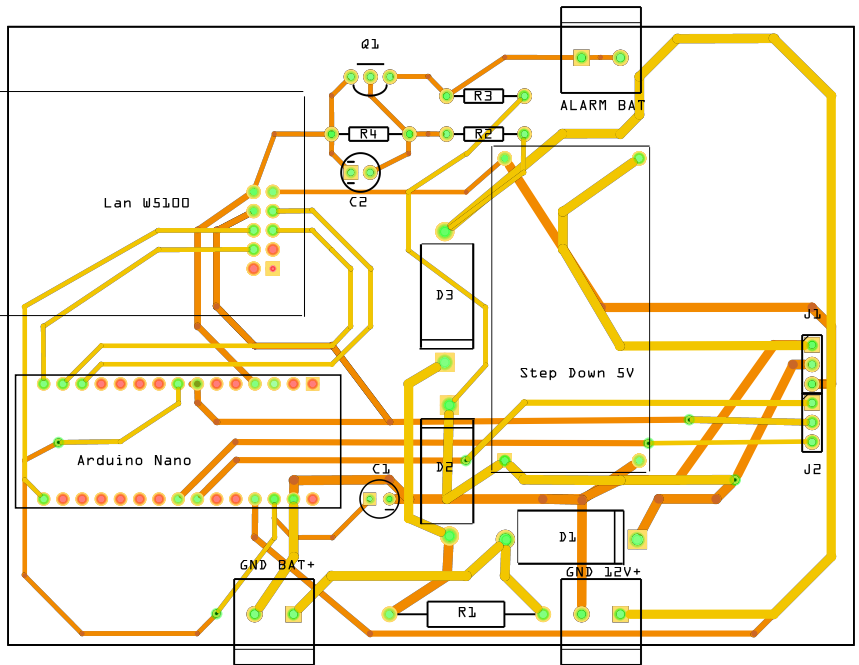 Q1
R3
ALARM BAT
R4
R2
C2
Lan W5100
D3
J1
Step Down 5V
Arduino Nano
C1
D2
J2
D1
GND BAT+
GND 12V+
R1